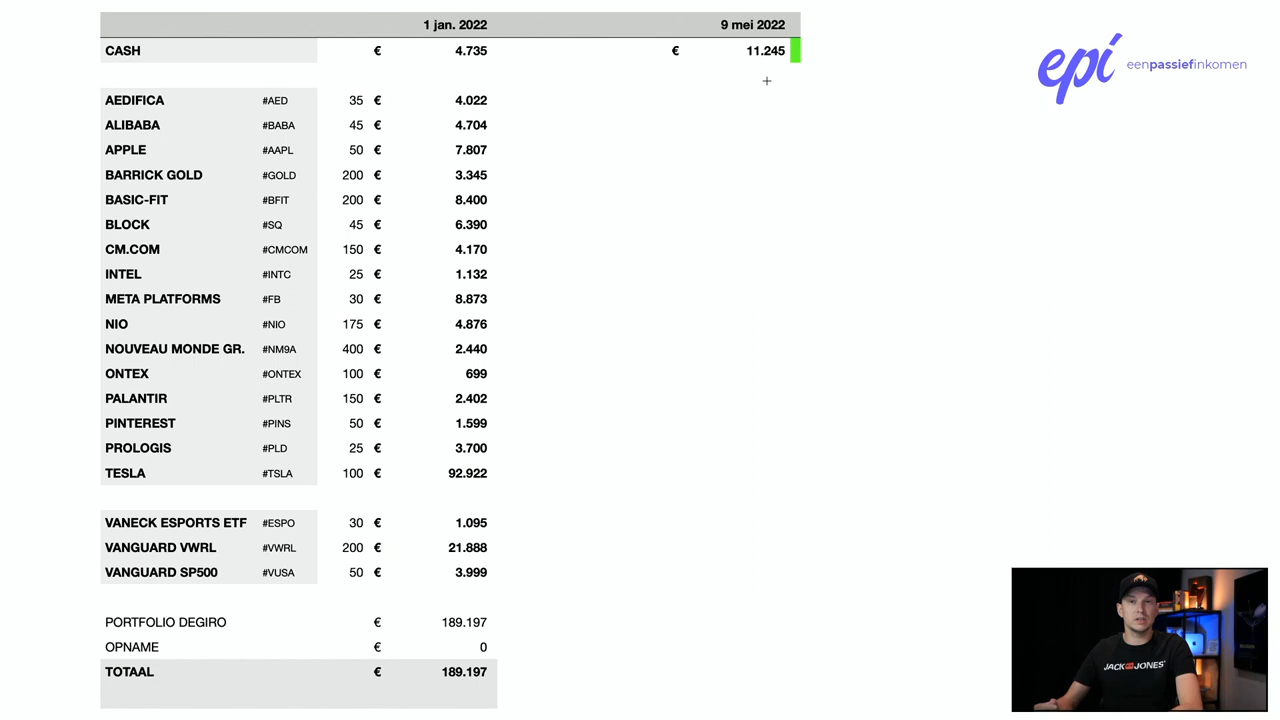 1 jan. 2022 9 mei 2022
CASH € 4.735 € 11.245
epi eenpassiefinkomen
AEDIFICA #AED 35 € 4.022
ALIBABA #BABA 45 € 4.704
APPLE #AAPL 50 € 7.807
BARRICK GOLD #GOLD 200 € 3.345
BASIC-FIT #BFIT 200 € 8.400
BLOCK #SQ 45 € 6.390
CM.COM #CMCOM 150 € 4.170
INTEL #INTC 25 € 1.132
META PLATFORMS #FB 30 € 8.873
NIO #NIO 175 € 4.876
NOUVEAU MONDE GR. #NM9A 400 € 2.440
ONTEX #ONTEX 100 € 699
PALANTIR #PLTR 150 € 2.402
PINTEREST #PINS 50 € 1.599
PROLOGIS #PLD 25 € 3.700
TESLA #TSLA 100 € 92.922
VANECK ESPORTS ETF #ESPO 30 € 1.095
VANGUARD VWRL #VWRL 200 € 21.888
VANGUARD SP500 #VUSA 50 € 3.999
PORTFOLIO DEGIRO € 189.197
OPNAME € 0
TOTAAL € 189.197
JACK JONES